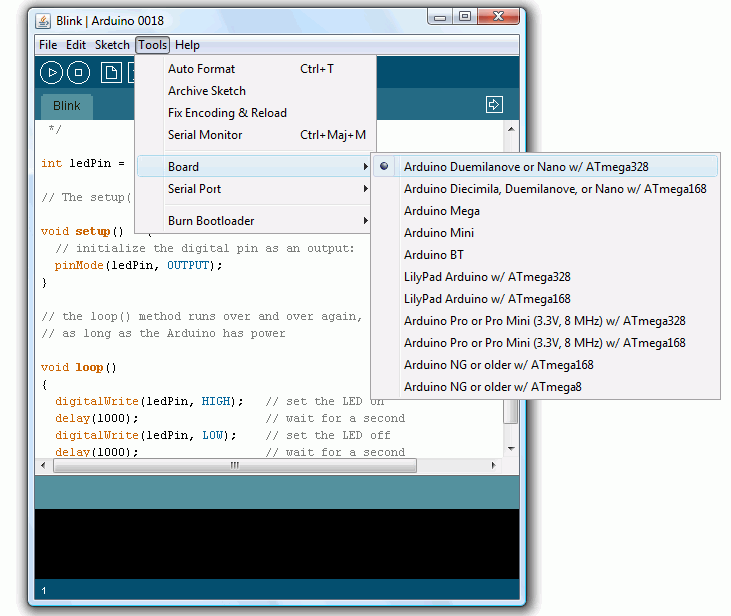 Blink | Arduino 0018
File Edit Sketch Tools Help
Auto Format Ctrl+T
Archive Sketch
Fix Encoding & Reload
Serial Monitor Ctrl+Maj+M
Board
Serial Port
Burn Bootloader
Arduino Duemilanove or Nano w/ ATmega328
Arduino Diecimila, Duemilanove, or Nano w/ ATmega168
Arduino Mega
Arduino Mini
Arduino BT
LilyPad Arduino w/ ATmega328
LilyPad Arduino w/ ATmega168
Arduino Pro or Pro Mini (3.3V, 8 MHz) w/ ATmega328
Arduino Pro or Pro Mini (3.3V, 8 MHz) w/ ATmega168
Arduino NG or older w/ ATmega168
Arduino NG or older w/ ATmega8
Blink
*/
int ledPin =
// The setup(
void setup()
// initialize the digital pin as an output:
pinMode(ledPin, OUTPUT);
}
// the loop() method runs over and over again,
// as long as the Arduino has power
void loop()
{
digitalWrite(ledPin, HIGH); // set the LED on
delay(1000); // wait for a second
digitalWrite(ledPin, LOW); // set the LED off
delay(1000); // wait for a second
1